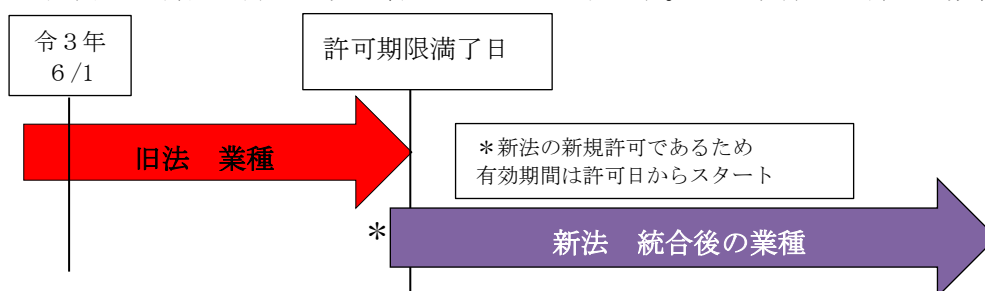 令３年
６/1
許可期限満了日
旧法　業種
＊新法の新規許可であるため
有効期間は許可日からスタート
＊
新法　統合後の業種